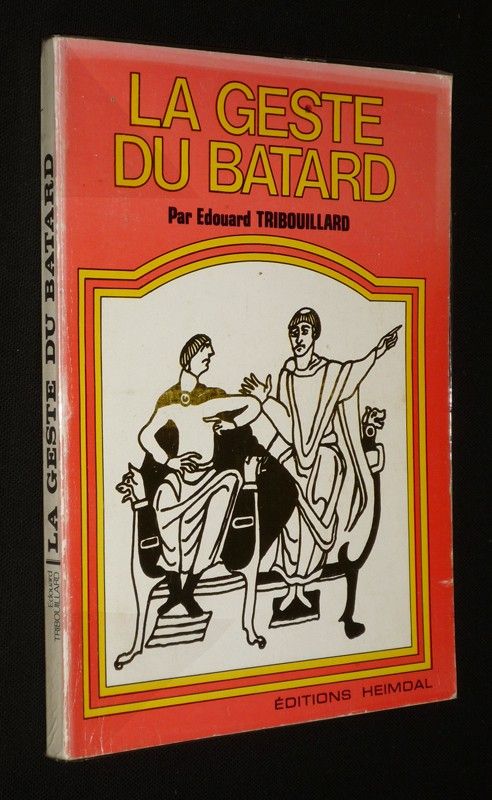 LA GESTE
DU BATARD
Par Edouard TRIBOUILLARD
ÉDITIONS HEIMDAL
Edouard
TRIBOUILLARD
LA GESTE DU BATARD